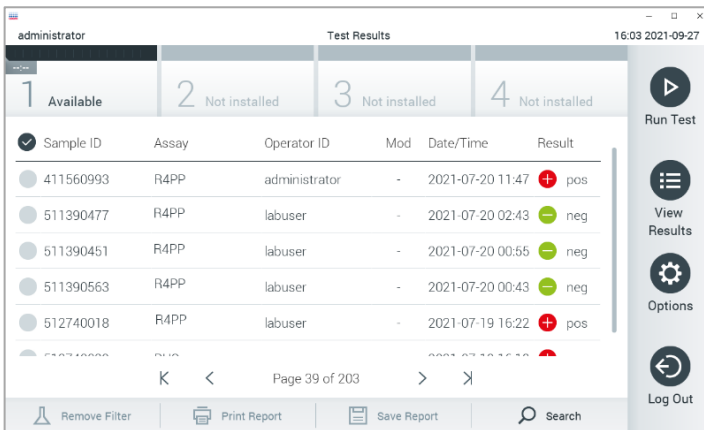 administrator Test Results 16:03 2021-09-27
--:--
1 Available 2 Not installed 3 Not installed 4 Not installed
Run Test
Sample ID Assay Operator ID Mod Date/Time Result
411560993 R4PP administrator - 2021-07-20 11:47 pos
511390477 R4PP labuser - 2021-07-20 02:43 neg
View Results
511390451 R4PP labuser - 2021-07-20 00:55 neg
511390563 R4PP labuser - 2021-07-20 00:43 neg
Options
512740018 R4PP labuser - 2021-07-19 16:22 pos
Page 39 of 203
Log Out
Remove Filter Print Report Save Report Search